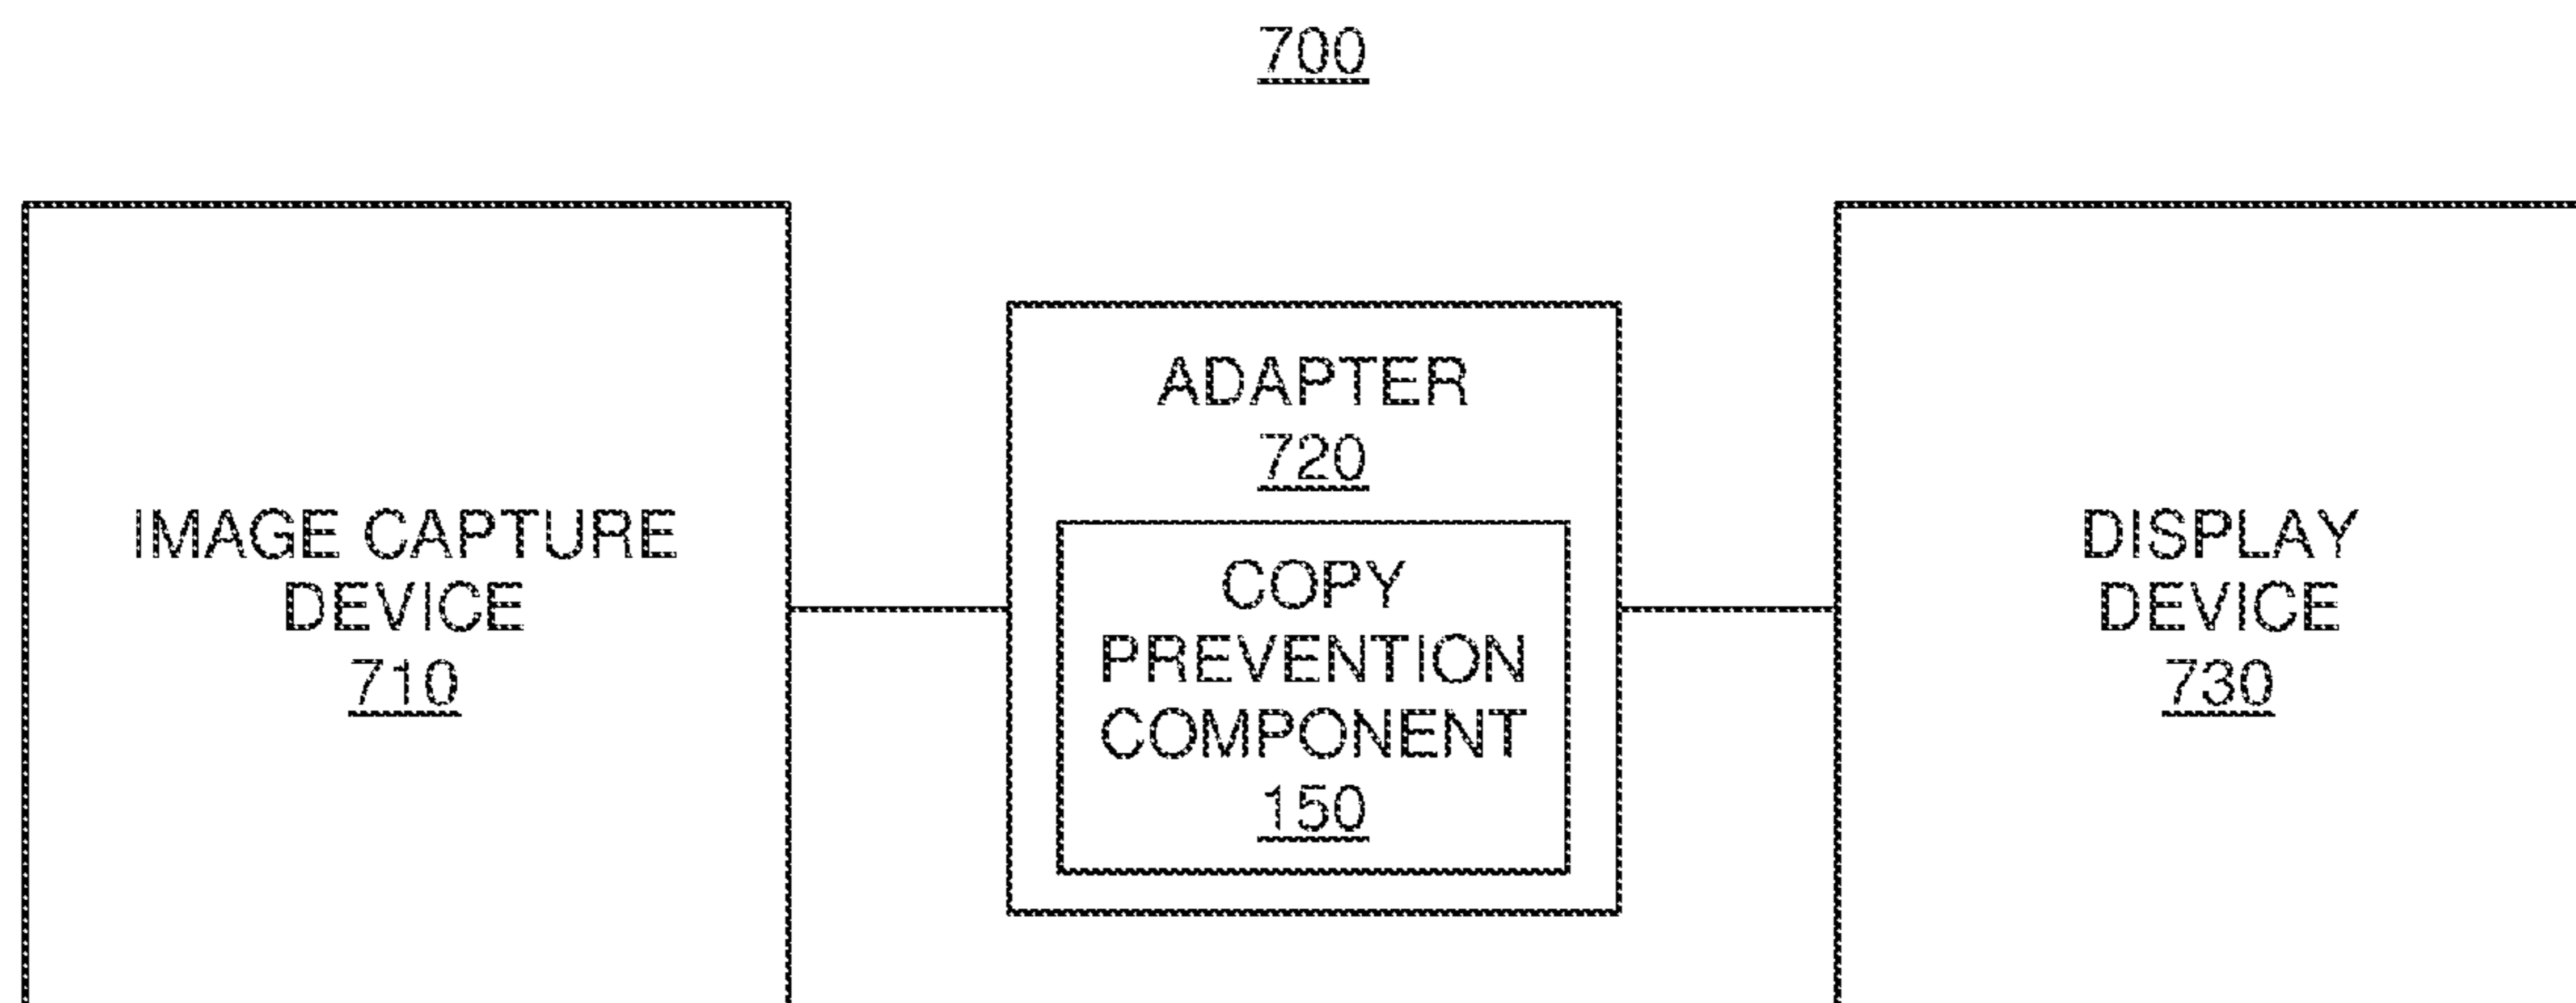 700
IMAGE CAPTURE
DEVICE
710
ADAPTER
720
COPY
PREVENTION
COMPONENT
150
DISPLAY
DEVICE
730